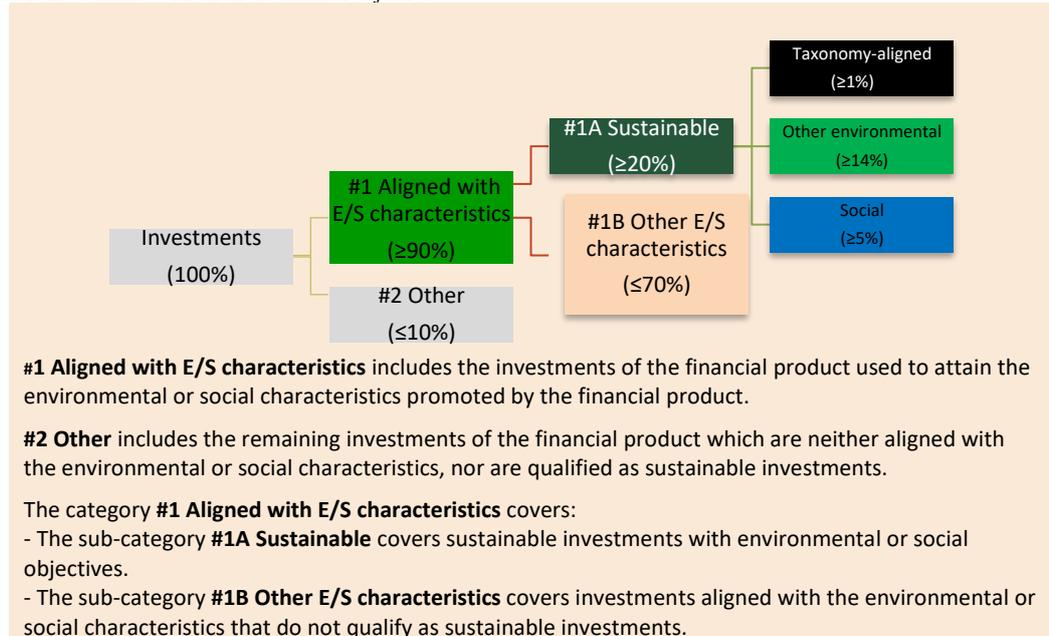 Taxonomy-aligned
(≥1%)
#1A Sustainable
(≥20%)
Other environmental
(≥14%)
#1 Aligned with
E/S characteristics
(≥90%)
Social
(≥5%)
#1B Other E/S
characteristics
(≤70%)
Investments
(100%)
#2 Other
(≤10%)
#1 Aligned with E/S characteristics includes the investments of the financial product used to attain the
environmental or social characteristics promoted by the financial product.
#2 Other includes the remaining investments of the financial product which are neither aligned with
the environmental or social characteristics, nor are qualified as sustainable investments.
The category #1 Aligned with E/S characteristics covers:
- The sub-category #1A Sustainable covers sustainable investments with environmental or social
objectives.
- The sub-category #1B Other E/S characteristics covers investments aligned with the environmental or
social characteristics that do not qualify as sustainable investments.